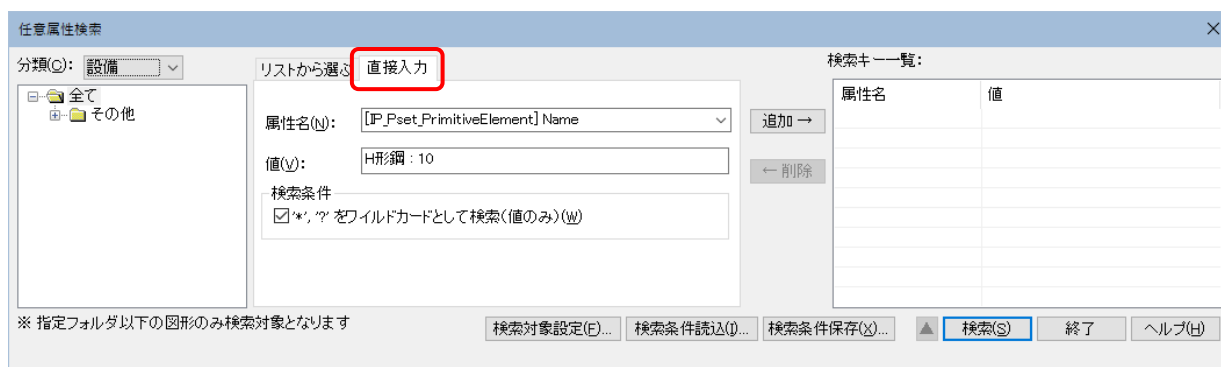 任意属性検索
分類(C): 設備
全て
その他
リストから選ぶ 直接入力
属性名(N): [IP_Pset_PrimitiveElement] Name
値(V): H形鋼：10
検索条件
'*', '?' をワイルドカードとして検索(値のみ)(W)
追加→
←削除
検索キー一覧:
属性名 値
※ 指定フォルダ以下の図形のみ検索対象となります
検索対象設定(F)... 検索条件読込(I)... 検索条件保存(X)... ▲ 検索(S) 終了 ヘルプ(H)